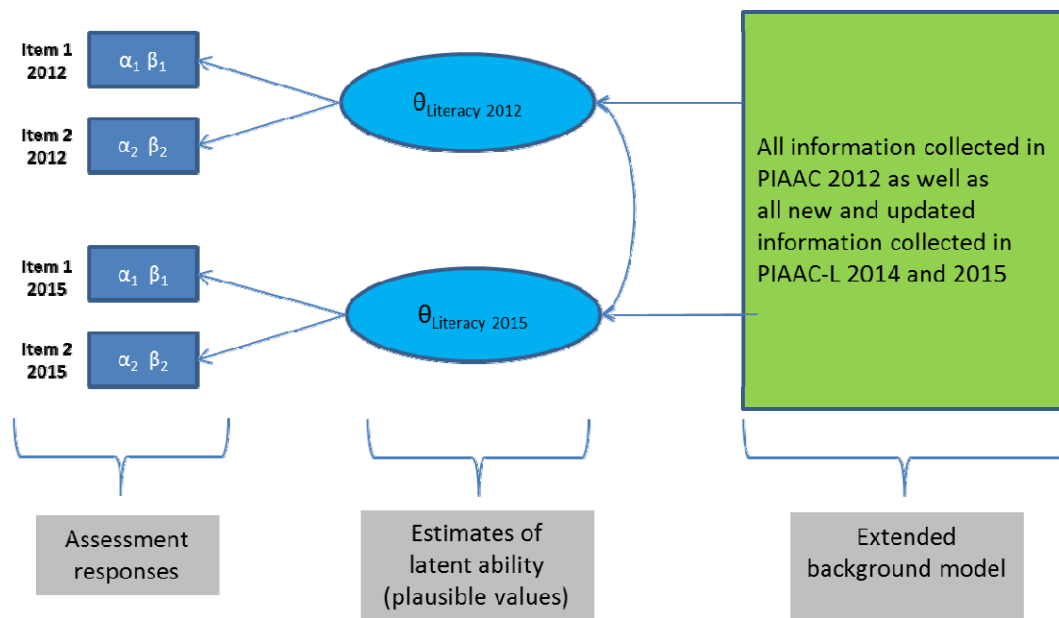 Item 1
2012
α₁ β₁
Item 2
2012
α₂ β₂
θLiteracy 2012
Item 1
2015
α₁ β₁
Item 2
2015
α₂ β₂
θLiteracy 2015
All information collected in
PIAAC 2012 as well as
all new and updated
information collected in
PIAAC-L 2014 and 2015
Assessment
responses
Estimates of
latent ability
(plausible values)
Extended
background model